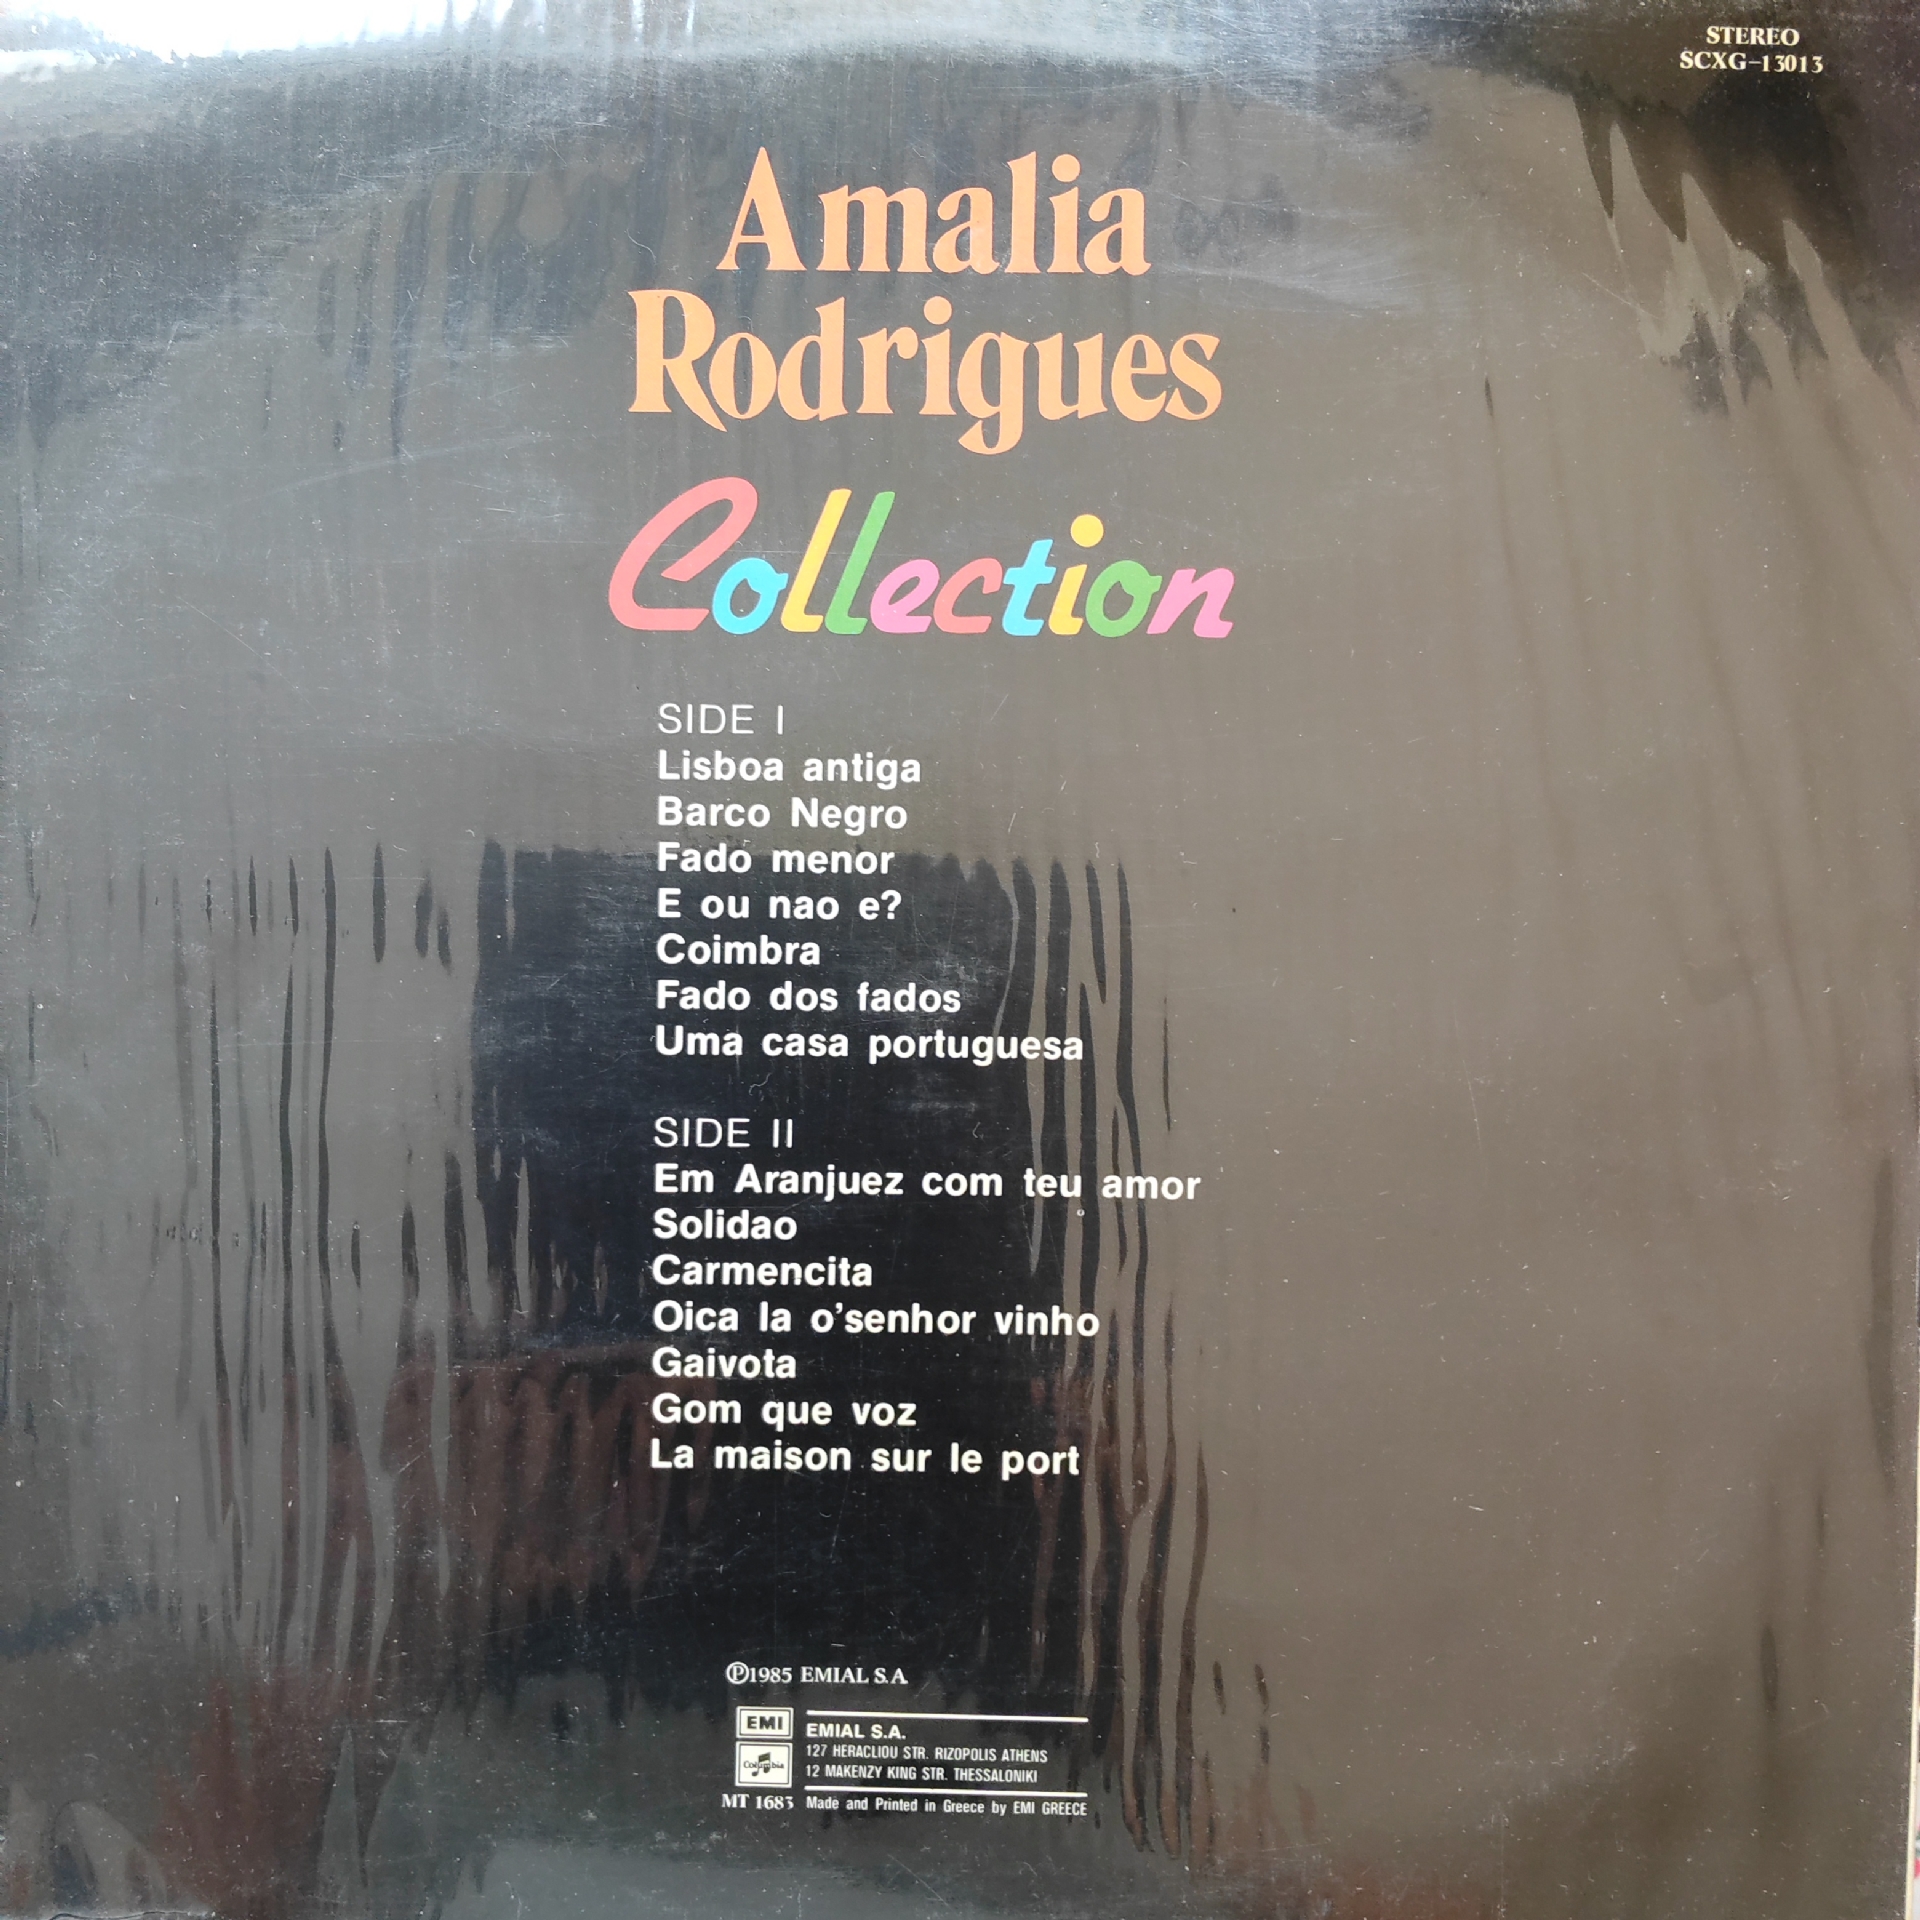 STEREO
SCXG-13013
Amalia
Rodrigues
Collection
SIDE I
Lisboa antiga
Barco Negro
Fado menor
E ou nao e?
Coimbra
Fado dos fados
Uma casa portuguesa
SIDE II
Em Aranjuez com teu amor
Solidao
Carmencita
Oica la o'senhor vinho
Gaivota
Gom que voz
La maison sur le port
Ⓟ1985 EMIAL S.A.
EMI
EMIAL S.A.
127 HERACLIOU STR. RIZOPOLIS ATHENS
Columbia
12 MAKENZY KING STR. THESSALONIKI
MT 1683 Made and Printed in Greece by EMI GREECE